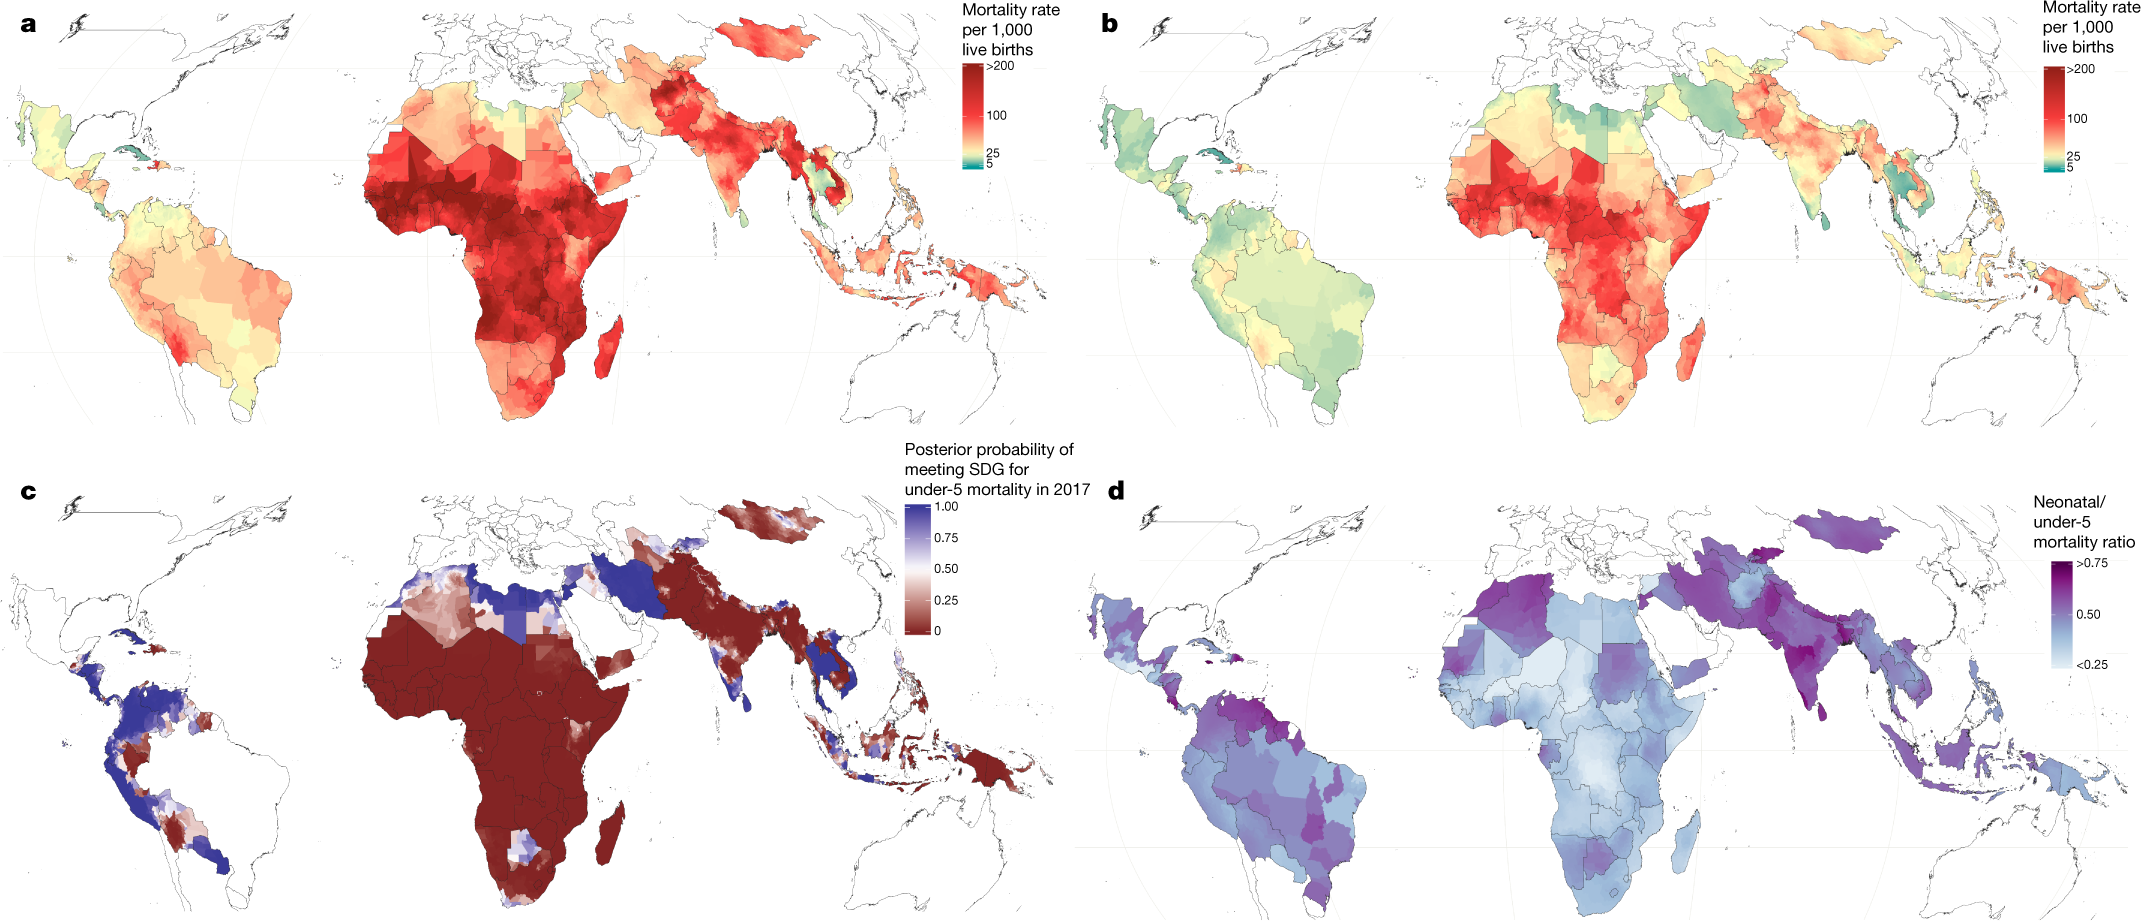 a
Mortality rate
per 1,000
live births
>200
100
25
5
b
Mortality rate
per 1,000
live births
>200
100
25
5
c
Posterior probability of
meeting SDG for
under-5 mortality in 2017
1.00
0.75
0.50
0.25
0
d
Neonatal/
under-5
mortality ratio
>0.75
0.50
<0.25